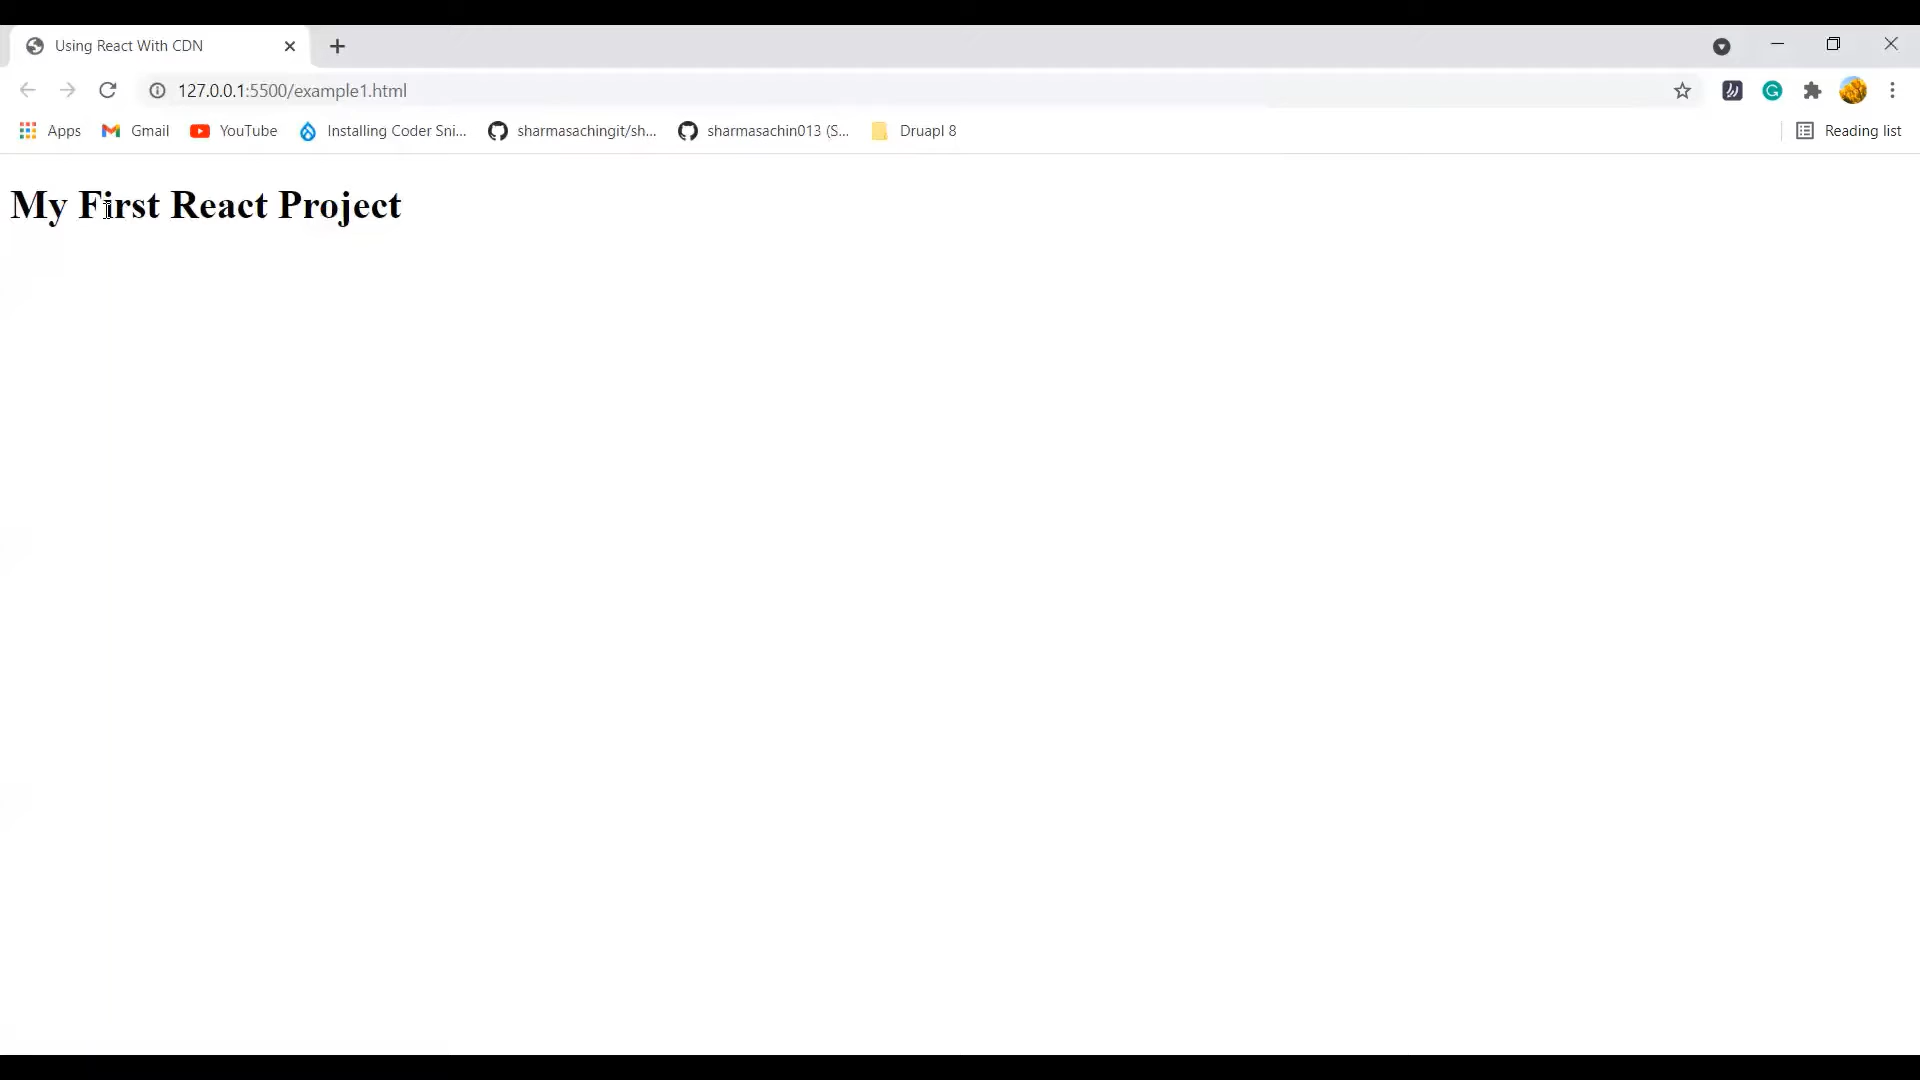 Using React With CDN
127.0.0.1:5500/example1.html
Apps Gmail YouTube Installing Coder Sni... sharmasachingit/sh... sharmasachin013 (S... Druapl 8 Reading list
My First React Project